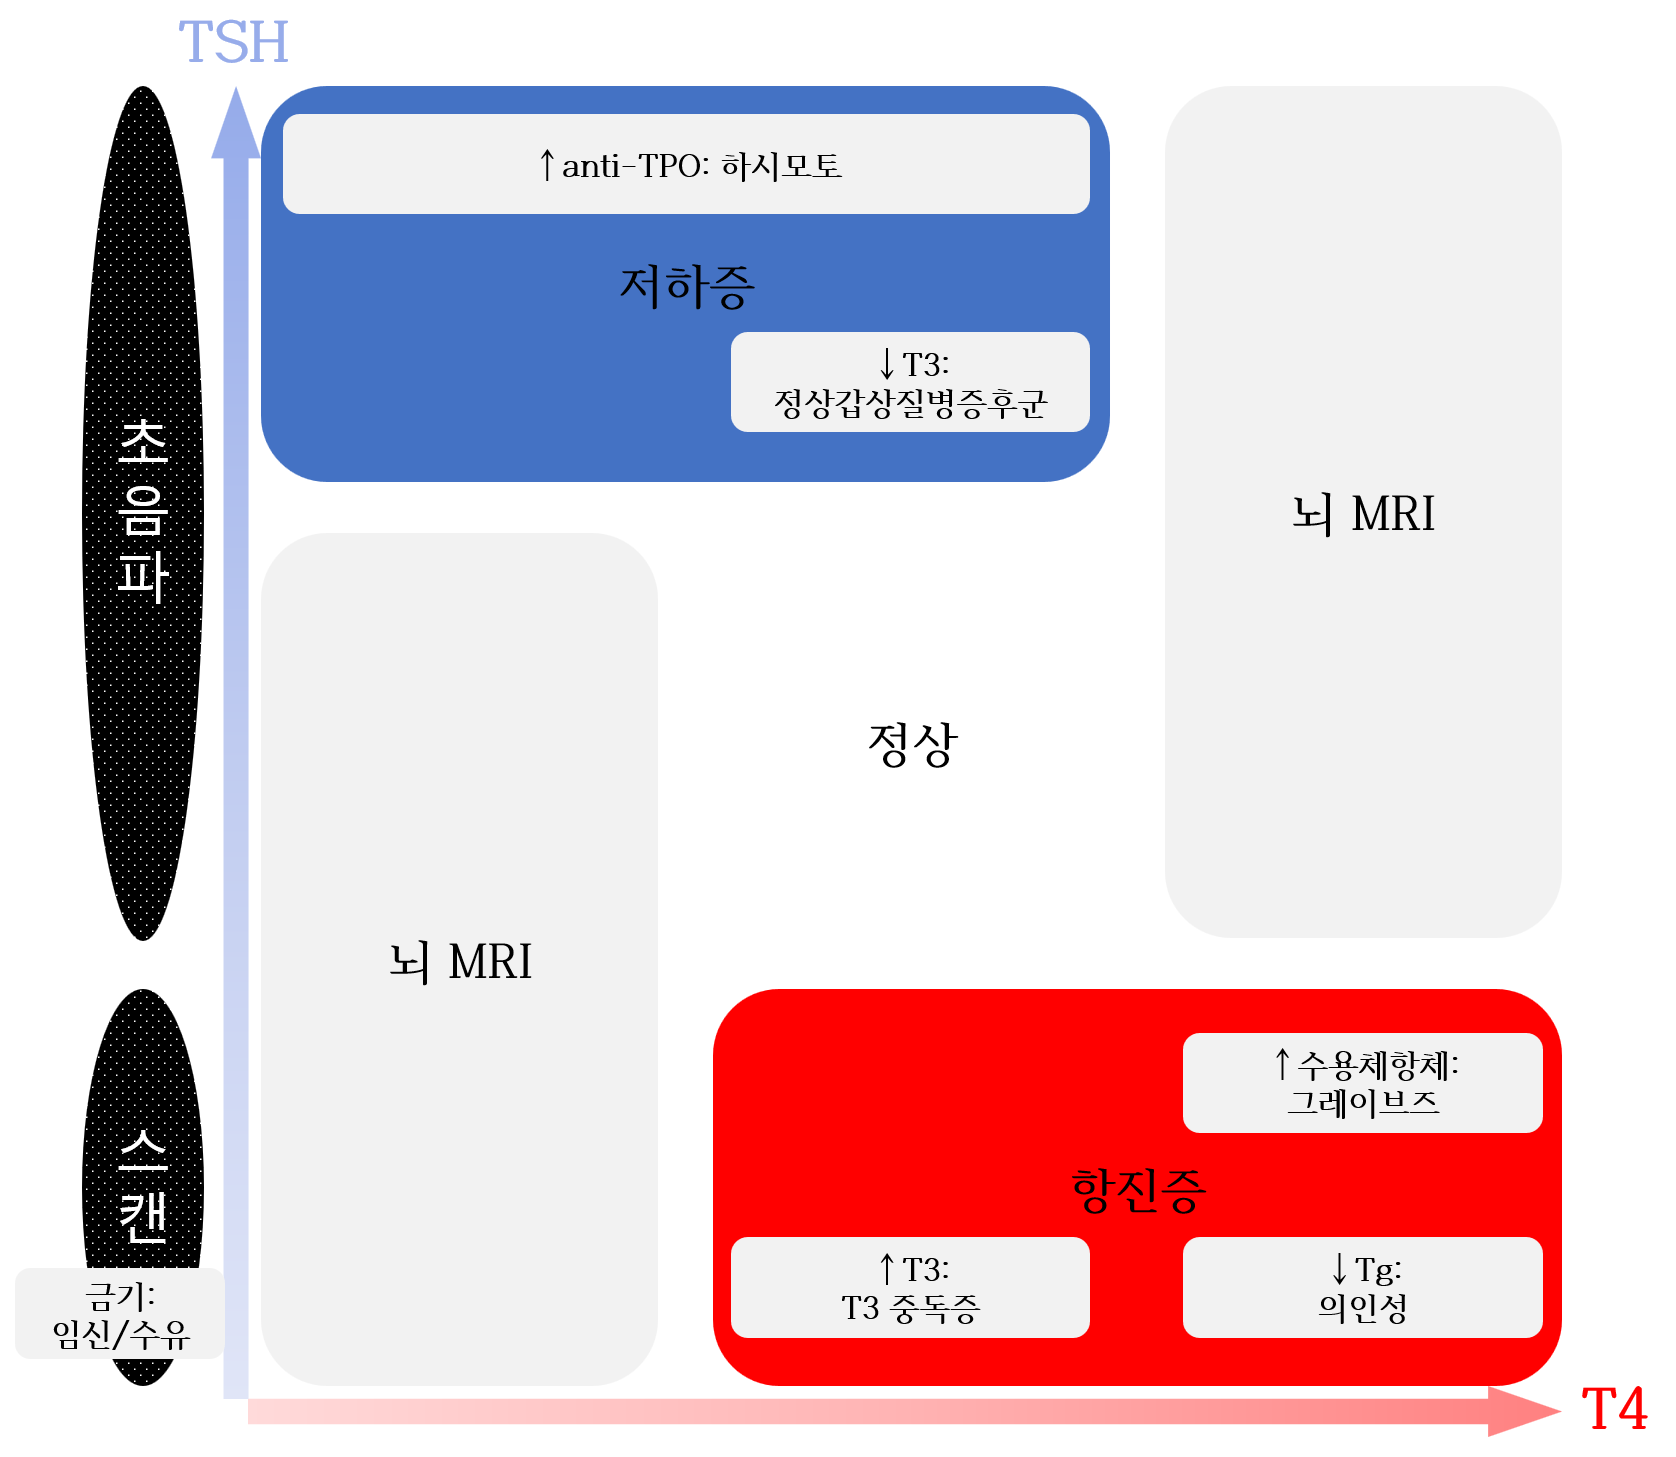 TSH
↑anti-TPO: 하시모토
저하증
↓T3:
정상갑상질병증후군
초
음
파
뇌 MRI
정상
뇌 MRI
↑수용체항체:
그레이브즈
항진증
스
캔
금기:
임신/수유
↑T3:
T3 중독증
↓Tg:
의인성
T4